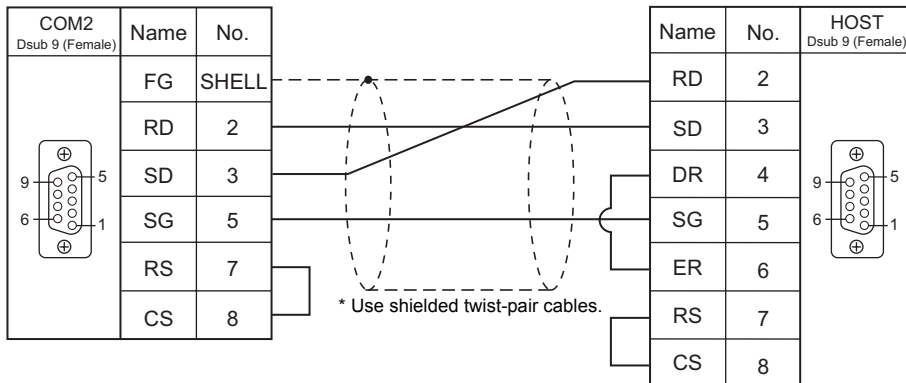 COM2
Dsub 9 (Female)
Name No.
FG SHELL
RD 2
SD 3
SG 5
RS 7
CS 8
9 5
6 1
* Use shielded twist-pair cables.
Name No.
HOST
Dsub 9 (Female)
RD 2
SD 3
DR 4
SG 5
ER 6
RS 7
CS 8
9 5
6 1